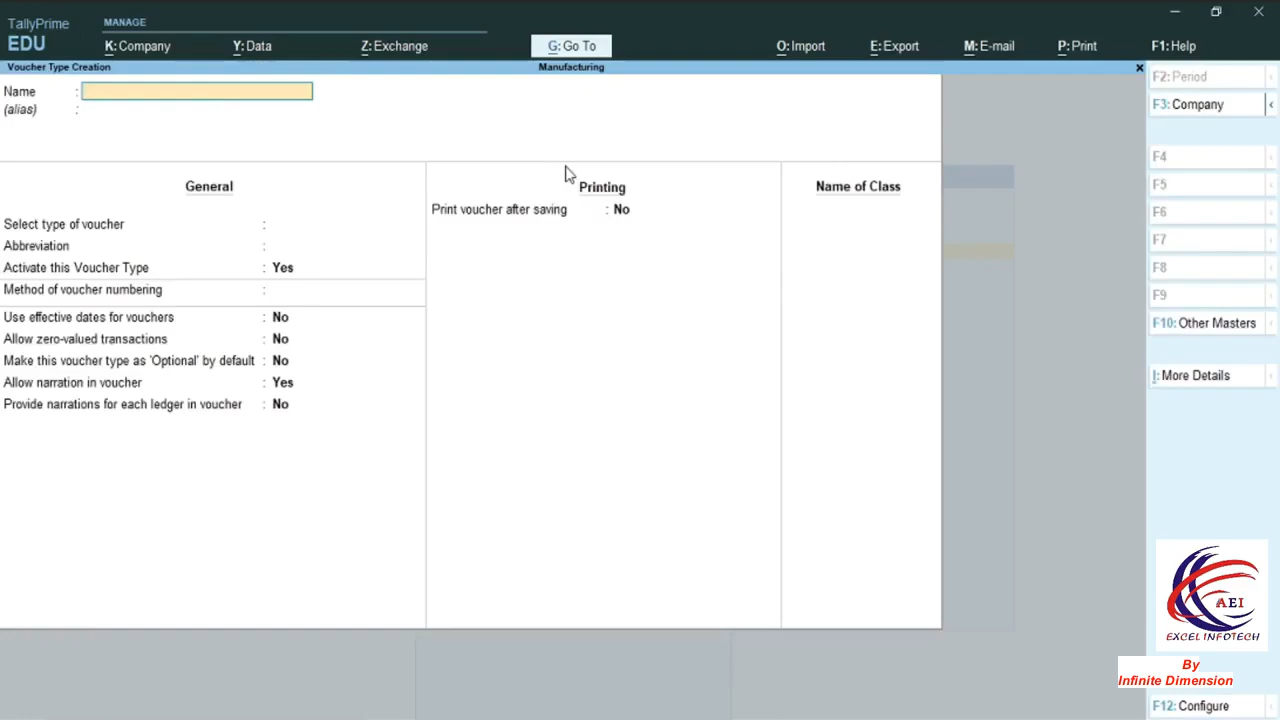 TallyPrime
EDU
MANAGE
K: Company
Y: Data
Z: Exchange
G: Go To
O: Import
E: Export
M: E-mail
P: Print
F1: Help
Voucher Type Creation
Manufacturing
Name :
(alias) :
General
Select type of voucher :
Abbreviation :
Activate this Voucher Type : Yes
Method of voucher numbering :
Use effective dates for vouchers : No
Allow zero-valued transactions : No
Make this voucher type as 'Optional' by default : No
Allow narration in voucher : Yes
Provide narrations for each ledger in voucher : No
Printing
Print voucher after saving : No
Name of Class
F2: Period
F3: Company
F4
F5
F6
F7
F8
F9
F10: Other Masters
I: More Details
AEI
EXCEL INFOTECH
By
Infinite Dimension
F12: Configure